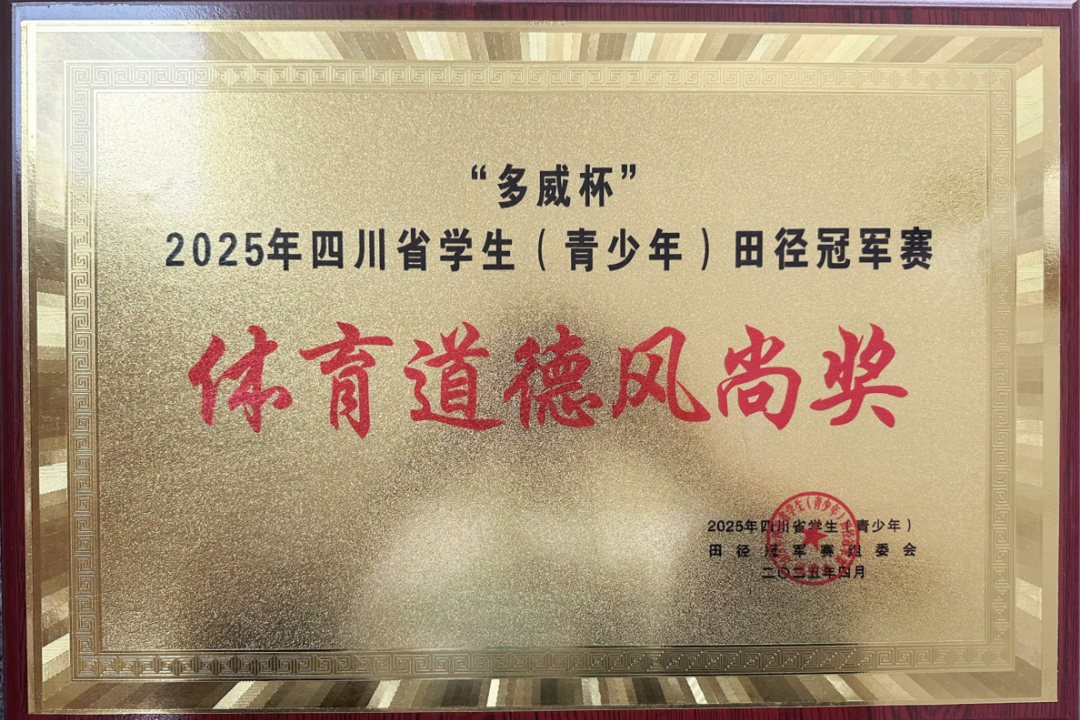 “多威杯”
2025年四川省学生（青少年）田径冠军赛
体育道德风尚奖
2025年四川省学生（青少年）
田径冠军赛组委会
二〇二五年四月